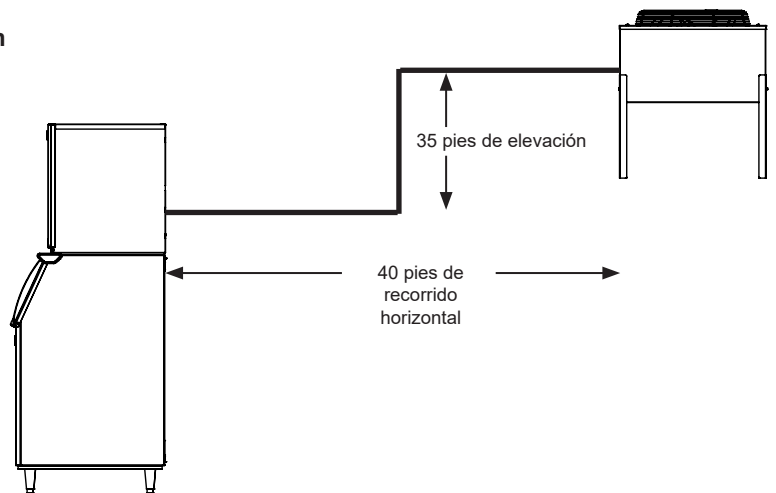 n
35 pies de elevación
40 pies de
recorrido
horizontal